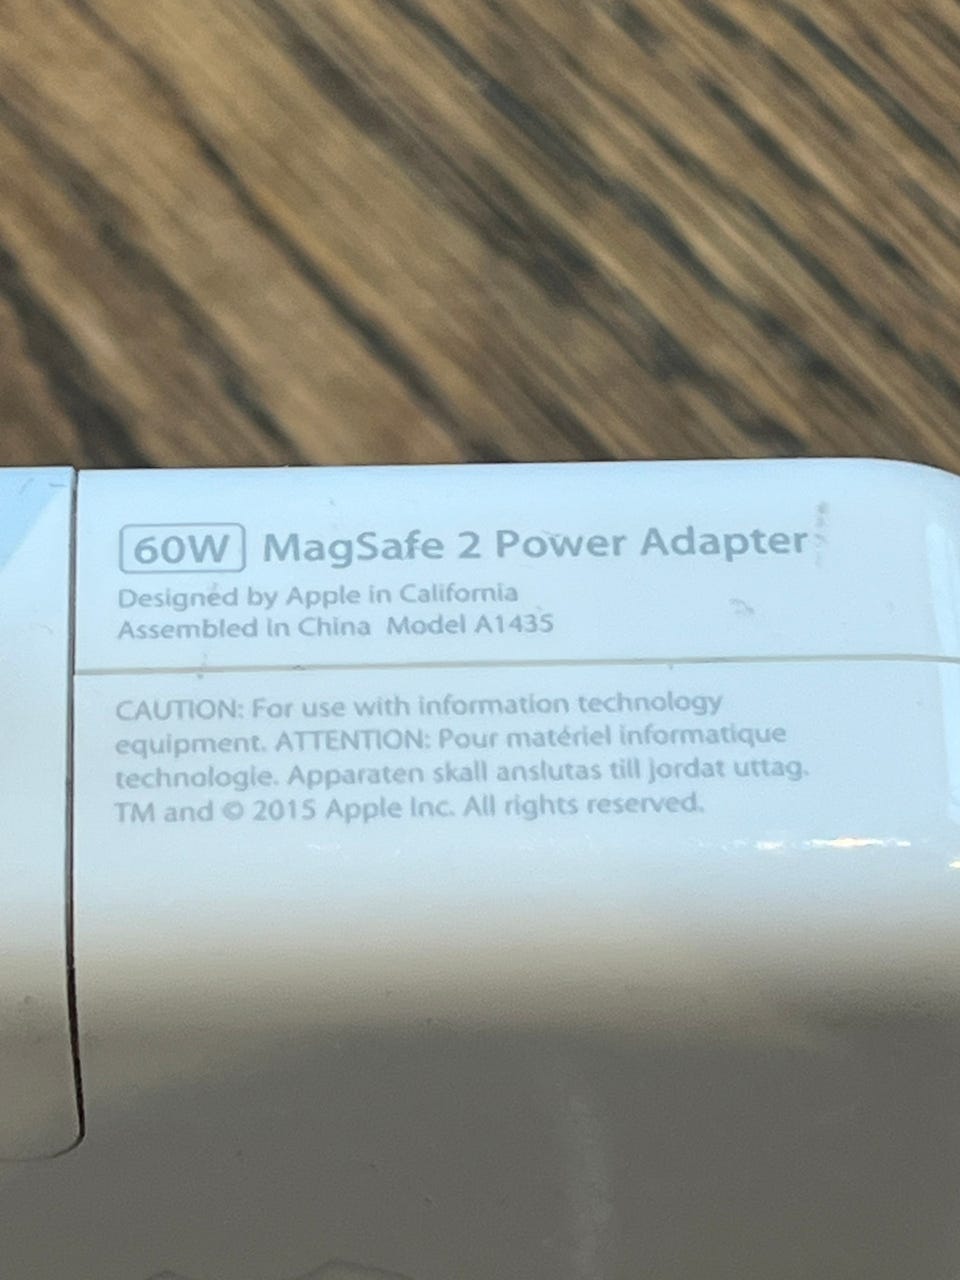 60W MagSafe 2 Power Adapter
Designed by Apple in California
Assembled in China Model A1435
CAUTION: For use with information technology
equipment. ATTENTION: Pour matériel informatique
technologie. Apparaten skall anslutas till jordat uttag.
TM and © 2015 Apple Inc. All rights reserved.